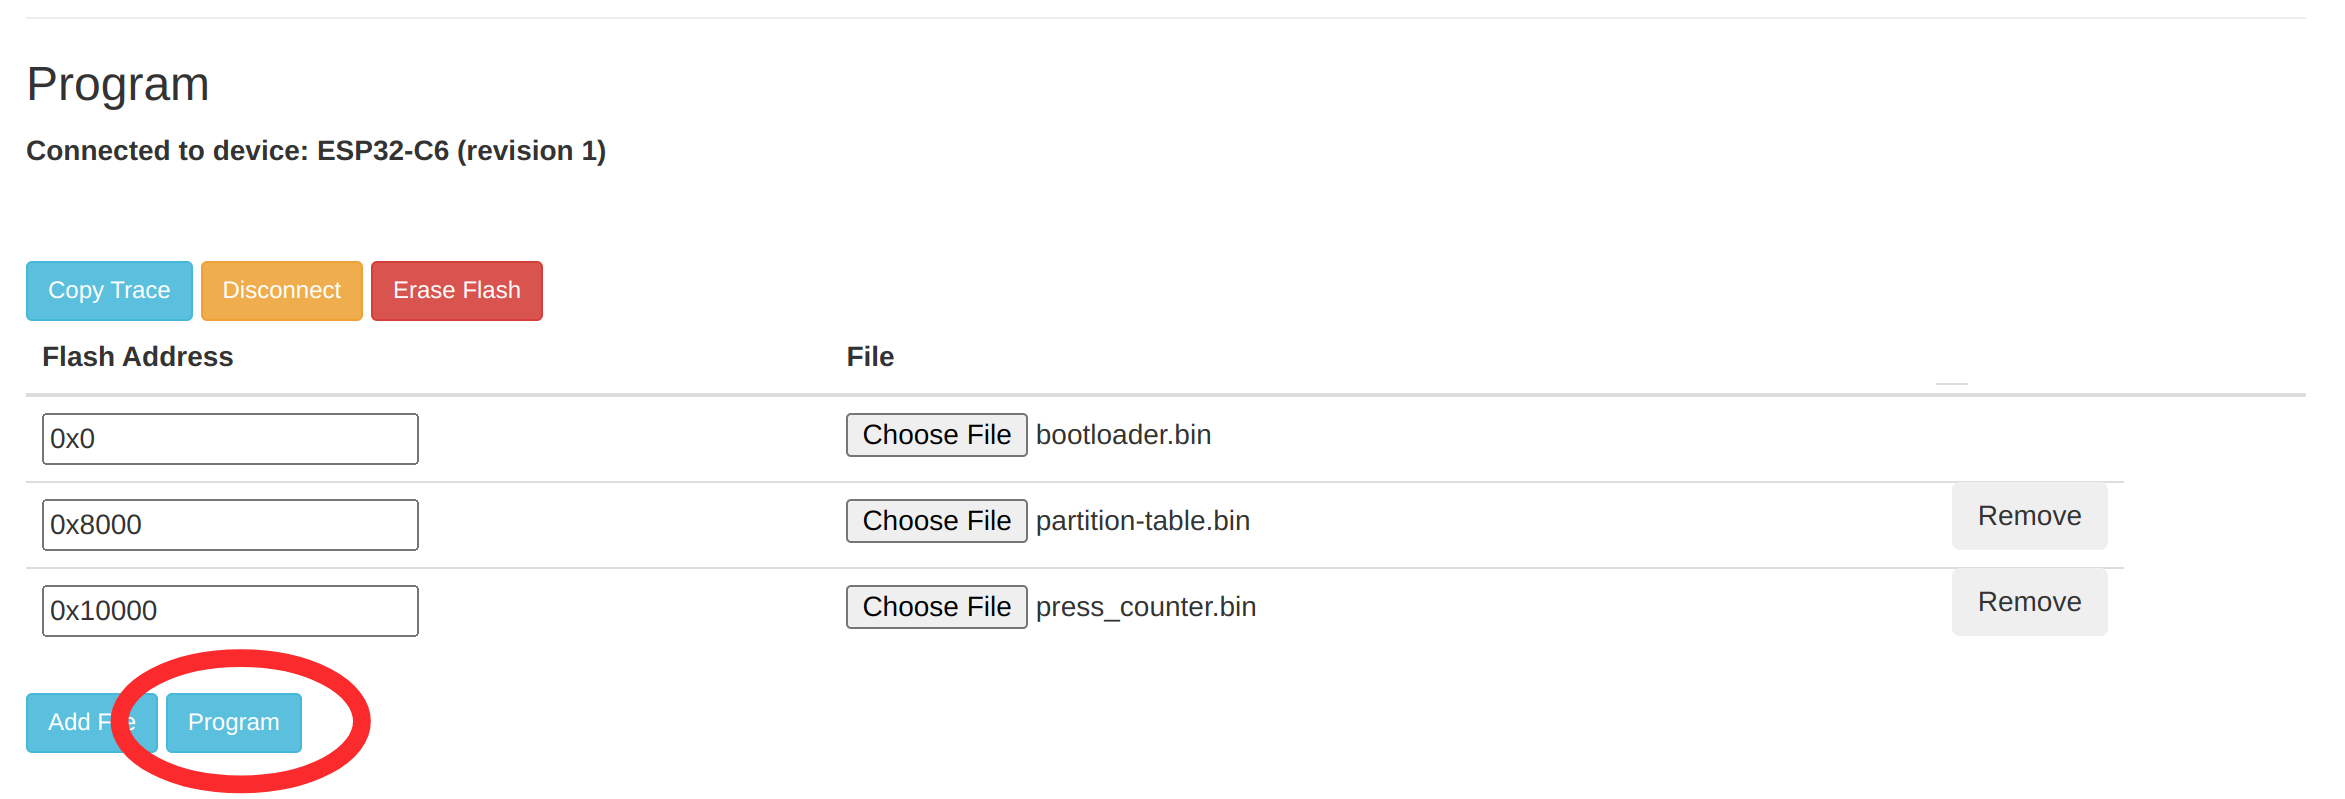 Program
Connected to device: ESP32-C6 (revision 1)
Copy Trace Disconnect Erase Flash
Flash Address File
0x0 Choose File bootloader.bin
0x8000 Choose File partition-table.bin Remove
0x10000 Choose File press_counter.bin Remove
Add File Program